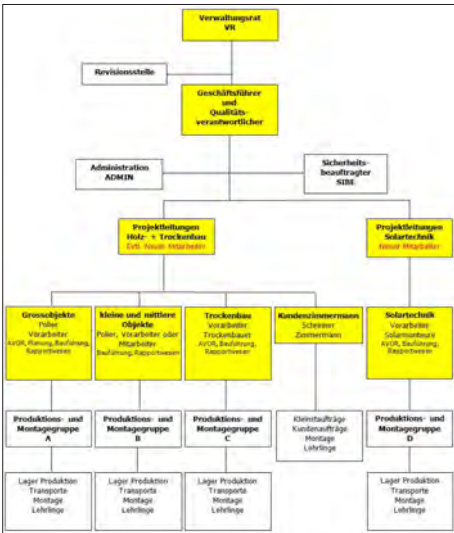 Verwaltungsrat
VR
Revisionsstelle
Geschäftsführer
und
Qualitäts-
verantwortlicher
Administration
ADMIN
Sicherheits-
beauftragter
SIBE
Projektleitungen
Holz- + Trockenbau
Evtl. Neuer Mitarbeiter
Projektleitungen
Solartechnik
Neuer Mitarbeiter
Grossobjekte
Polier
Vorarbeiter
AVOR, Planung, Bauführung,
Rapportwesen
kleine und mittlere
Objekte
Polier, Vorarbeiter oder
Mitarbeiter
Bauführung, Rapportwesen
Trockenbau
Vorarbeiter
Trockenbauer
AVOR, Bauführung,
Rapportwesen
Kundenzimmermann
Schreiner
Zimmermann
Solartechnik
Vorarbeiter
Solarmonteure
AVOR, Bauführung,
Rapportwesen
Produktions- und
Montagegruppe
A
Produktions- und
Montagegruppe
B
Produktions- und
Montagegruppe
C
Kleinstaufträge
Kundenaufträge
Montage
Lehrlinge
Produktions- und
Montagegruppe
D
Lager Produktion
Transporte
Montage
Lehrlinge
Lager Produktion
Transporte
Montage
Lehrlinge
Lager Produktion
Transporte
Montage
Lehrlinge
Lager Produktion
Transporte
Montage
Lehrlinge